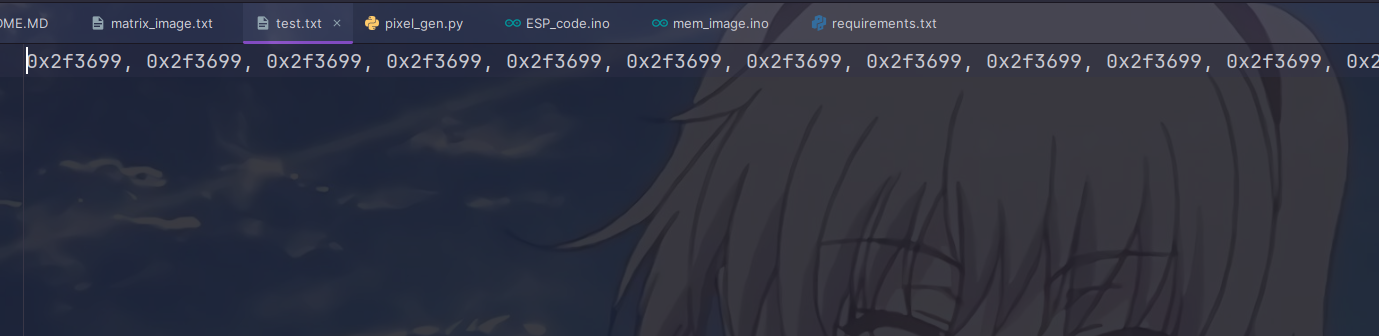 OME.MD matrix_image.txt test.txt × pixel_gen.py ESP_code.ino mem_image.ino requirements.txt
0x2f3699, 0x2f3699, 0x2f3699, 0x2f3699, 0x2f3699, 0x2f3699, 0x2f3699, 0x2f3699, 0x2f3699, 0x2f3699, 0x2f3699, 0x2